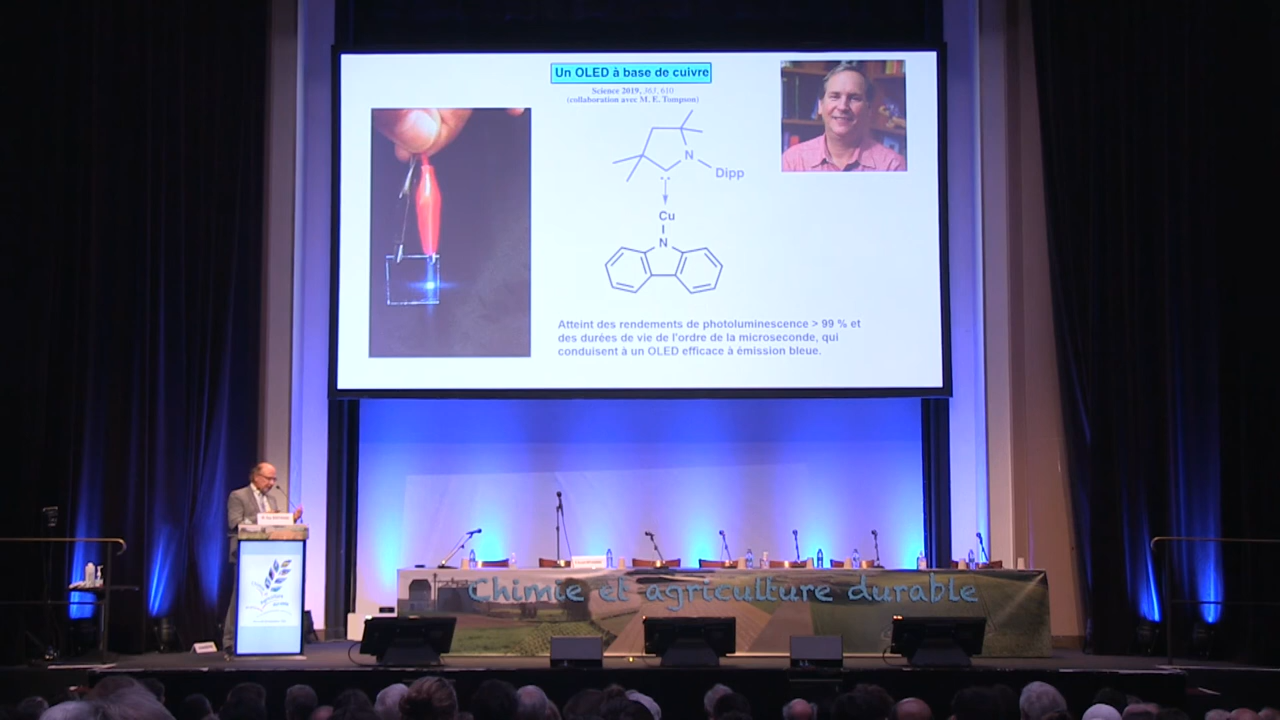 Un OLED à base de cuivre
Science 2019, 363, 610
(collaboration avec M. E. Tompson)
N
Dipp
Cu
N
Atteint des rendements de photoluminescence > 99 % et
des durées de vie de l'ordre de la microseconde, qui
conduisent à un OLED efficace à émission bleue.
Chimie et agriculture durable